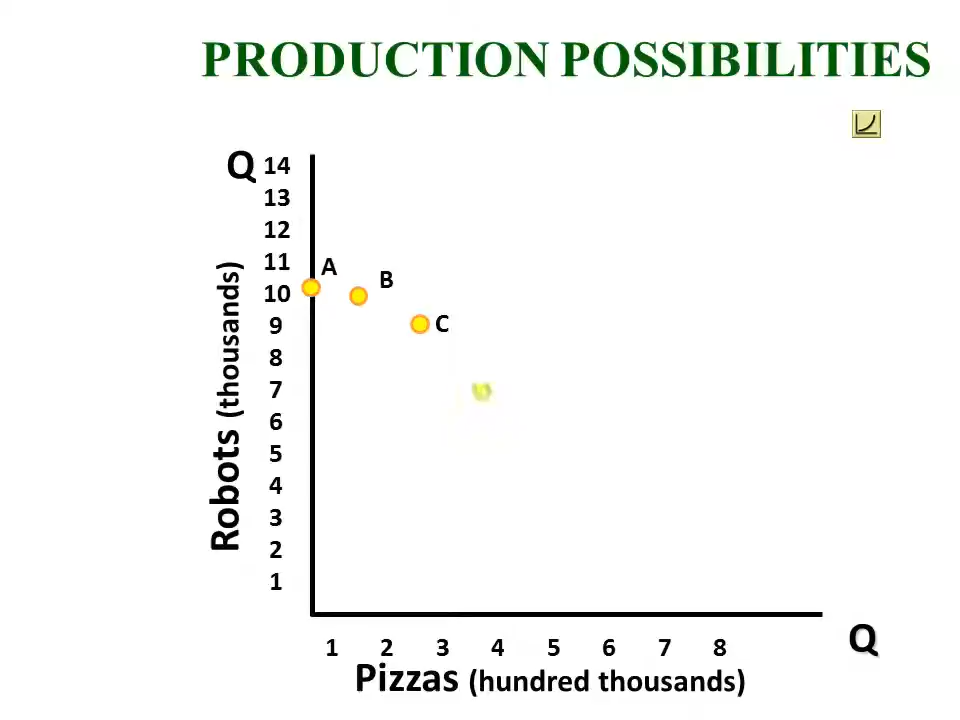 PRODUCTION POSSIBILITIES
Q
14
13
12
11
10
9
8
7
6
5
4
3
2
1
A
B
C
Robots (thousands)
1 2 3 4 5 6 7 8
Q
Pizzas (hundred thousands)